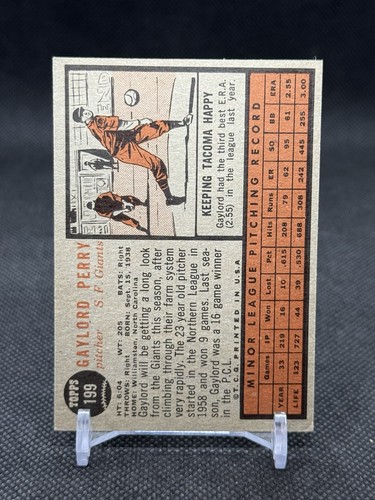 TOPPS
199
GAYLORD PERRY
pitcher S. F. Giants
HT: 6:04 WT: 205 BATS: Right
THROWS: Right BORN: Sept. 15, 1938
HOME: Williamston, North Carolina
Gaylord will be getting a long look
from the Giants this season, after
climbing through their farm system
very rapidly. The 23 year old pitcher
started in the Northern League in
1958 and won 9 games. Last sea-
son, Gaylord was a 16 game winner
in the P.C.L.
© T. C. G. PRINTED IN U.S.A.
KEEPING TACOMA HAPPY
Gaylord had the third best E.R.A.
(2.55) in the league last year.
MINOR LEAGUE PITCHING RECORD
Games IP Won Lost Pct Hits Runs ER SO BB ERA
YEAR 33 219 16 10 .615 208 79 62 95 61 2.55
LIFE 123 727 44 39 .530 688 308 242 445 255 3.00